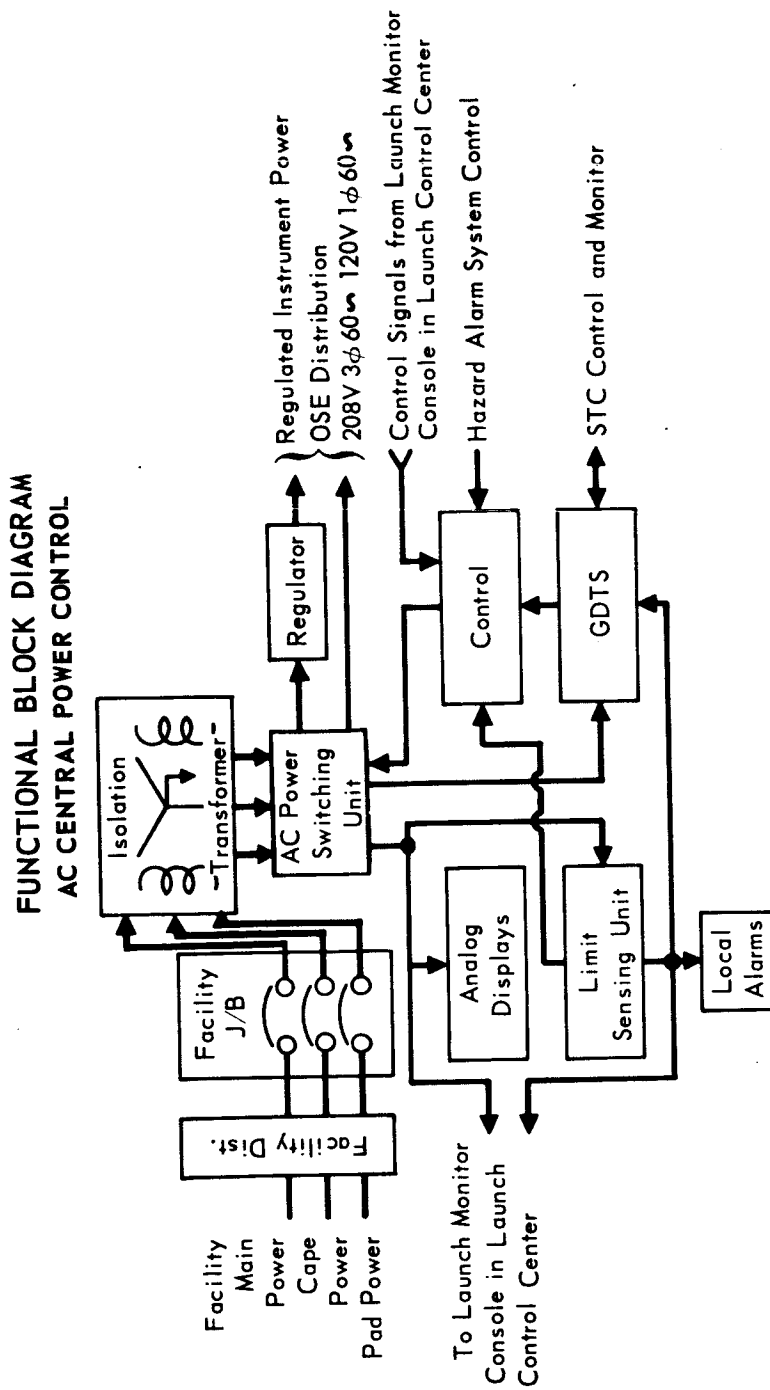 FUNCTIONAL BLOCK DIAGRAM
AC CENTRAL POWER CONTROL
Facility
Main
Power
Cape
Power
Pad Power
Facility Dist.
Facility
J/B
Isolation
-Transformer-
AC Power
Switching
Unit
Regulator
Regulated Instrument Power
OSE Distribution
208V 3ϕ 60~ 120V 1ϕ 60~
Control Signals from Launch Monitor
Console in Launch Control Center
Control
Hazard Alarm System Control
GDTS
STC Control and Monitor
Analog
Displays
Limit
Sensing Unit
Local
Alarms
To Launch Monitor
Console in Launch
Control Center